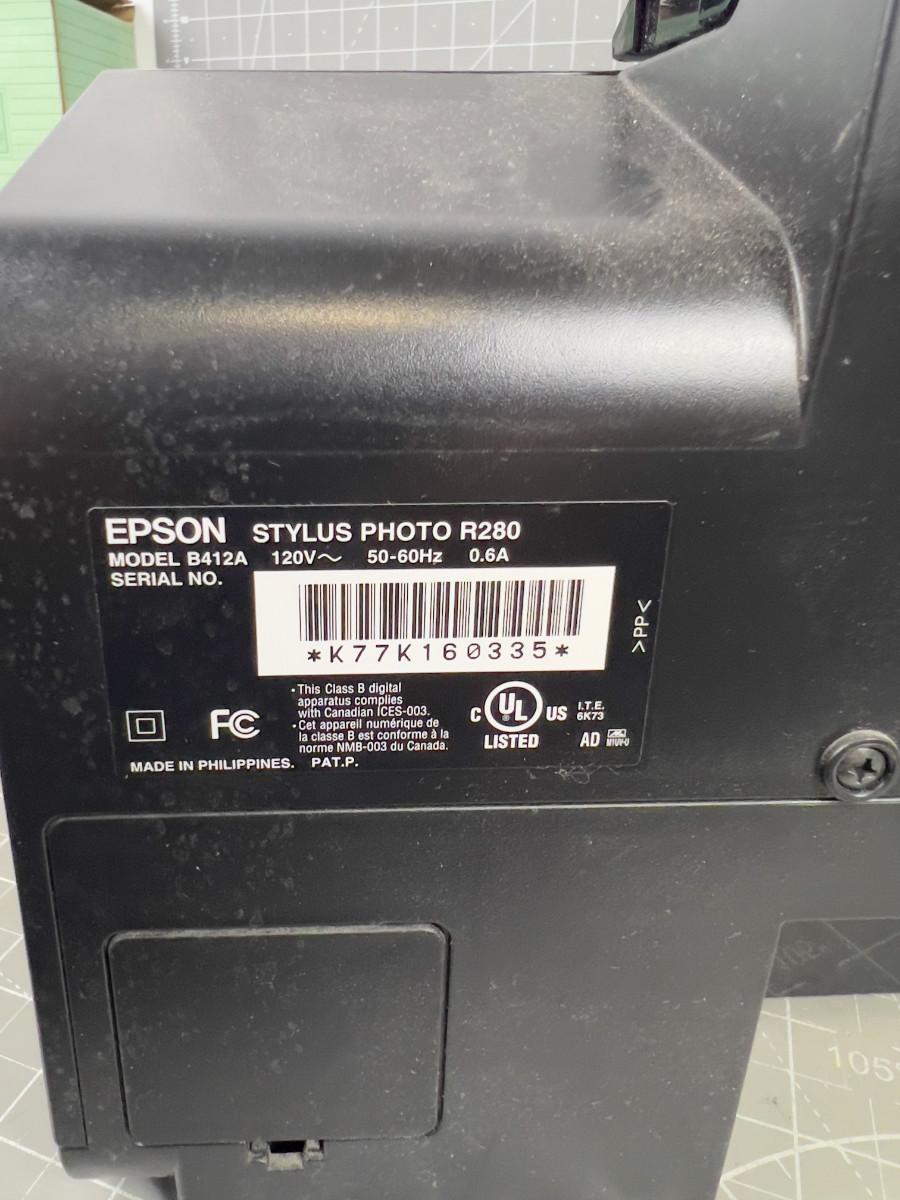 EPSON STYLUS PHOTO R280
MODEL B412A 120V～ 50-60Hz 0.6A
SERIAL NO.
*K77K160335*
>PP<
•This Class B digital
apparatus complies
with Canadian ICES-003.
•Cet appareil numérique de
la classe B est conforme à la
norme NMB-003 du Canada.
FC
C UL US
LISTED
I.T.E.
6K73
AD
MADE IN PHILIPPINES. PAT.P.
105°